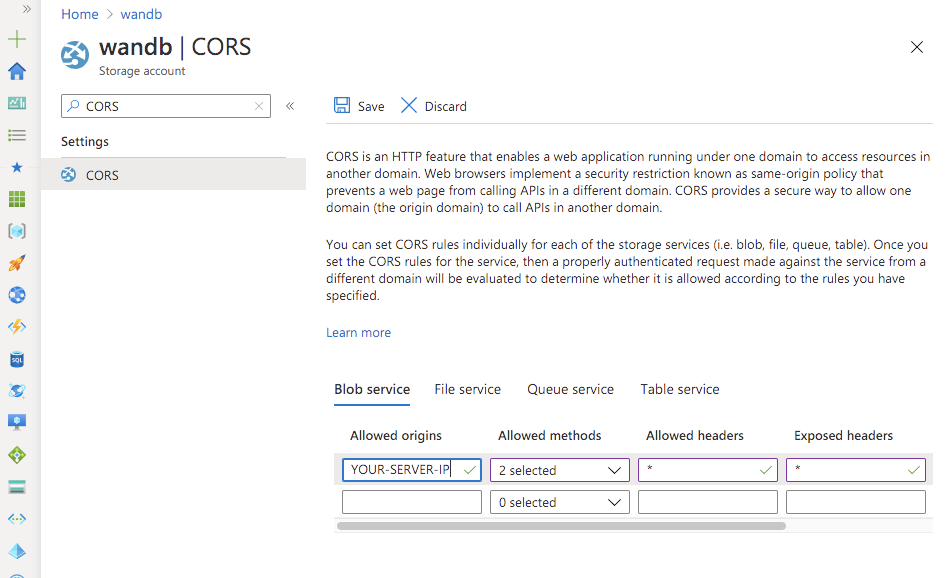 Home > wandb
wandb | CORS
Storage account
CORS
Settings
CORS
Save
Discard
CORS is an HTTP feature that enables a web application running under one domain to access resources in
another domain. Web browsers implement a security restriction known as same-origin policy that
prevents a web page from calling APIs in a different domain. CORS provides a secure way to allow one
domain (the origin domain) to call APIs in another domain.
You can set CORS rules individually for each of the storage services (i.e. blob, file, queue, table). Once you
set the CORS rules for the service, then a properly authenticated request made against the service from a
different domain will be evaluated to determine whether it is allowed according to the rules you have
specified.
Learn more
Blob service File service Queue service Table service
Allowed origins Allowed methods Allowed headers Exposed headers
YOUR-SERVER-IP 2 selected * *
0 selected
SQL